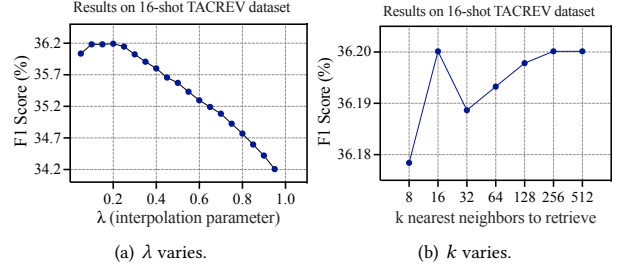 Results on 16-shot TACREV dataset
F1 Score (%)
36.2
35.7
35.2
34.7
34.2
0.2 0.4 0.6 0.8 1.0
λ (interpolation parameter)
(a) λ varies.
Results on 16-shot TACREV dataset
F1 Score (%)
36.20
36.19
36.18
8 16 32 64 128 256 512
k nearest neighbors to retrieve
(b) k varies.